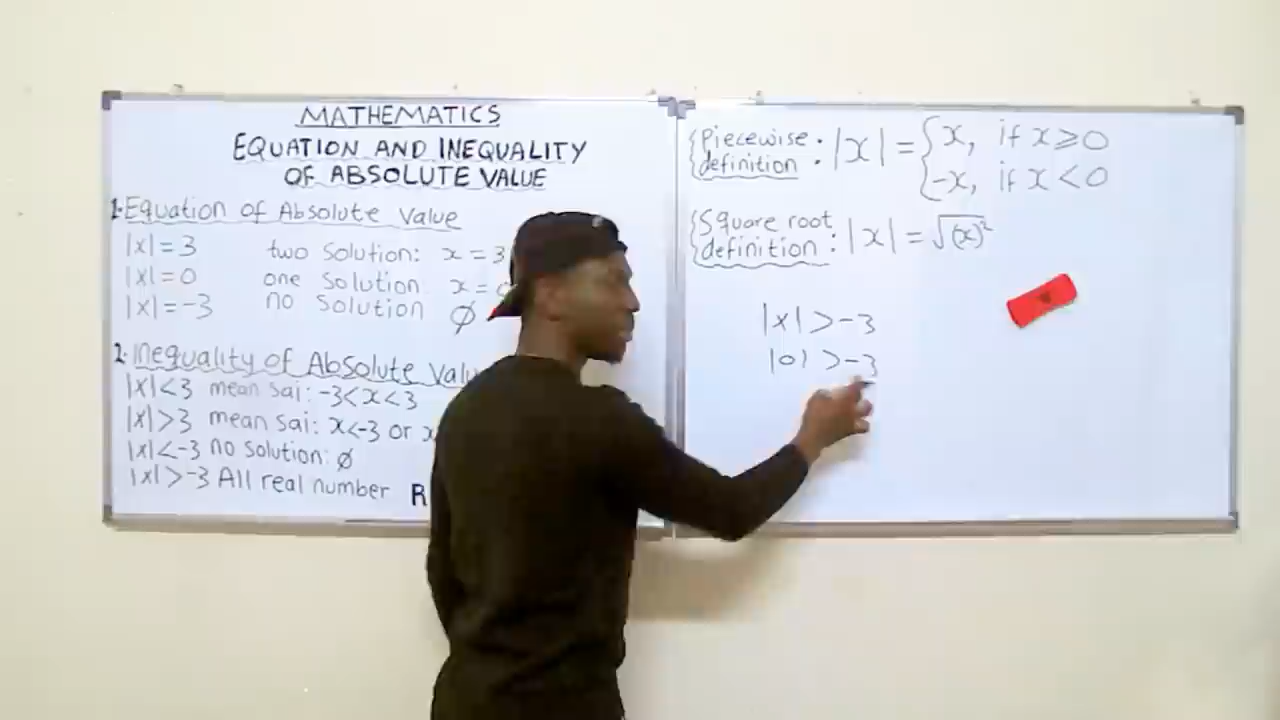 MATHEMATICS
EQUATION AND INEQUALITY
OF ABSOLUTE VALUE
1. Equation of Absolute Value
|x| = 3 two solution: x = 3
|x| = 0 one solution x =
|x| = -3 no solution ∅
2. Inequality of Absolute
|x| < 3 mean sai: -3 < x < 3
|x| > 3 mean sai: x < -3 or x
|x| < -3 no solution: ∅
|x| > -3 All real number R
Piecewise definition: |x| = { x, if x ⩾ 0
-x, if x < 0
Square root definition: |x| = √(x)²
|x| > -3
|0| > -3